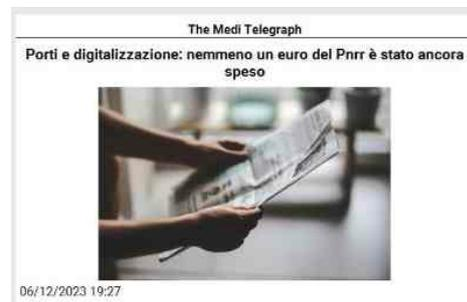 The Medi Telegraph
Porti e digitalizzazione: nemmeno un euro del Pnrr è stato ancora
speso
06/12/2023 19:27